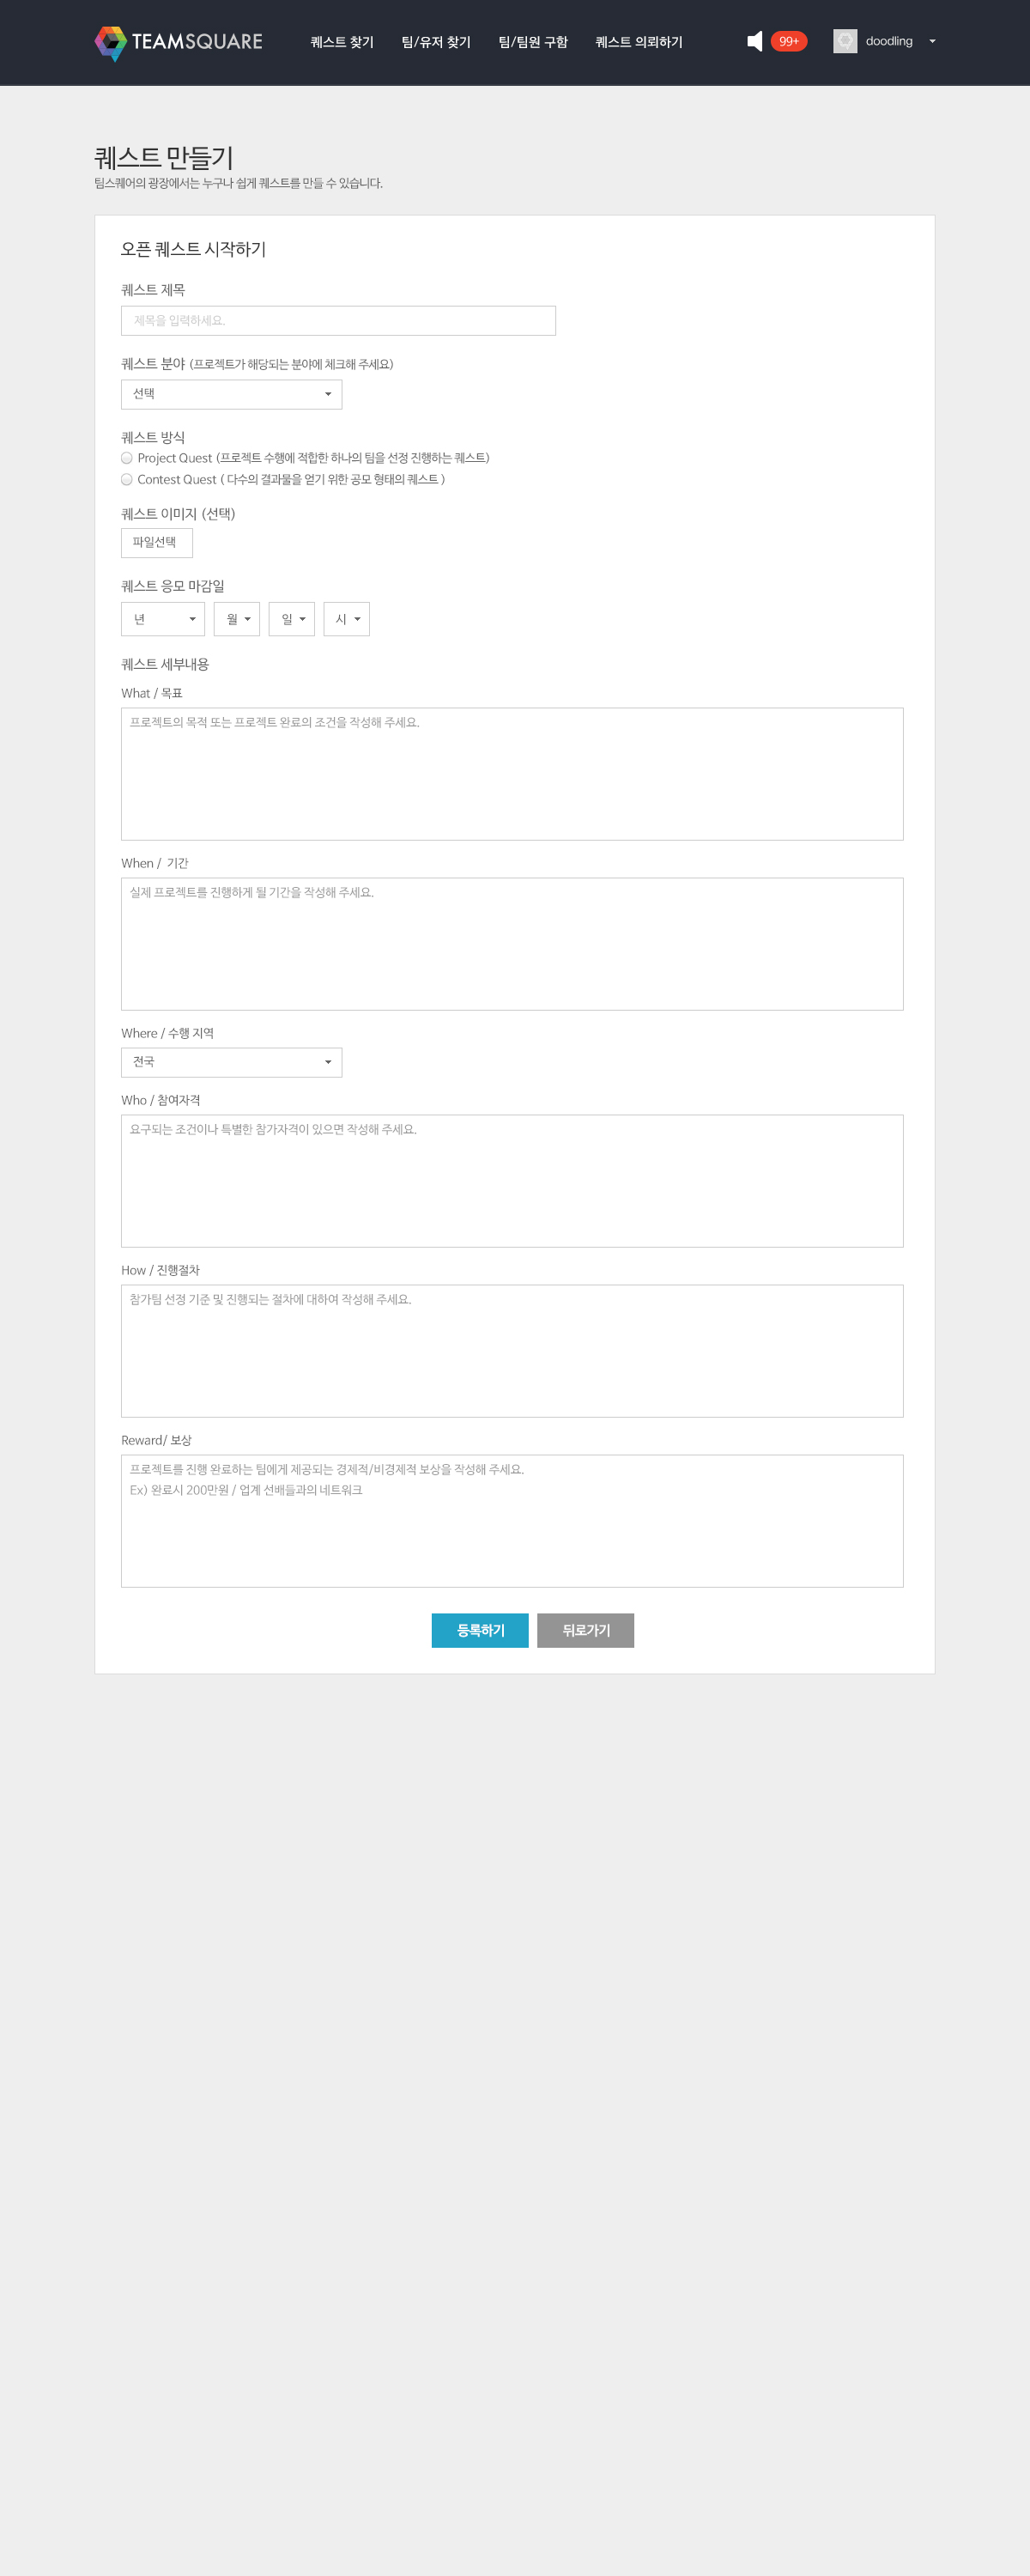 TEAMSQUARE 퀘스트 찾기 팀/유저 찾기 팀/팀원 구함 퀘스트 의뢰하기 99+ doodling
퀘스트 만들기
팀스퀘어의 광장에서는 누구나 쉽게 퀘스트를 만들 수 있습니다.
오픈 퀘스트 시작하기
퀘스트 제목
제목을 입력하세요.
퀘스트 분야 (프로젝트가 해당되는 분야에 체크해 주세요)
선택
퀘스트 방식
Project Quest (프로젝트 수행에 적합한 하나의 팀을 선정 진행하는 퀘스트)
Contest Quest ( 다수의 결과물을 얻기 위한 공모 형태의 퀘스트 )
퀘스트 이미지 (선택)
파일선택
퀘스트 응모 마감일
년 월 일 시
퀘스트 세부내용
What / 목표
프로젝트의 목적 또는 프로젝트 완료의 조건을 작성해 주세요.
When / 기간
실제 프로젝트를 진행하게 될 기간을 작성해 주세요.
Where / 수행 지역
전국
Who / 참여자격
요구되는 조건이나 특별한 참가자격이 있으면 작성해 주세요.
How / 진행절차
참가팀 선정 기준 및 진행되는 절차에 대하여 작성해 주세요.
Reward/ 보상
프로젝트를 진행 완료하는 팀에게 제공되는 경제적/비경제적 보상을 작성해 주세요.
Ex) 완료시 200만원 / 업계 선배들과의 네트워크
등록하기 뒤로가기